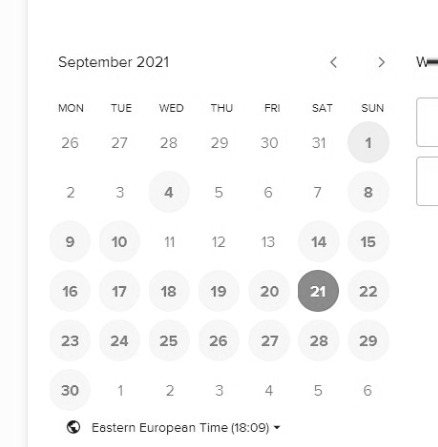 September 2021
MON TUE WED THU FRI SAT SUN
26 27 28 29 30 31 1
2 3 4 5 6 7 8
9 10 11 12 13 14 15
16 17 18 19 20 21 22
23 24 25 26 27 28 29
30 1 2 3 4 5 6
Eastern European Time (18:09)